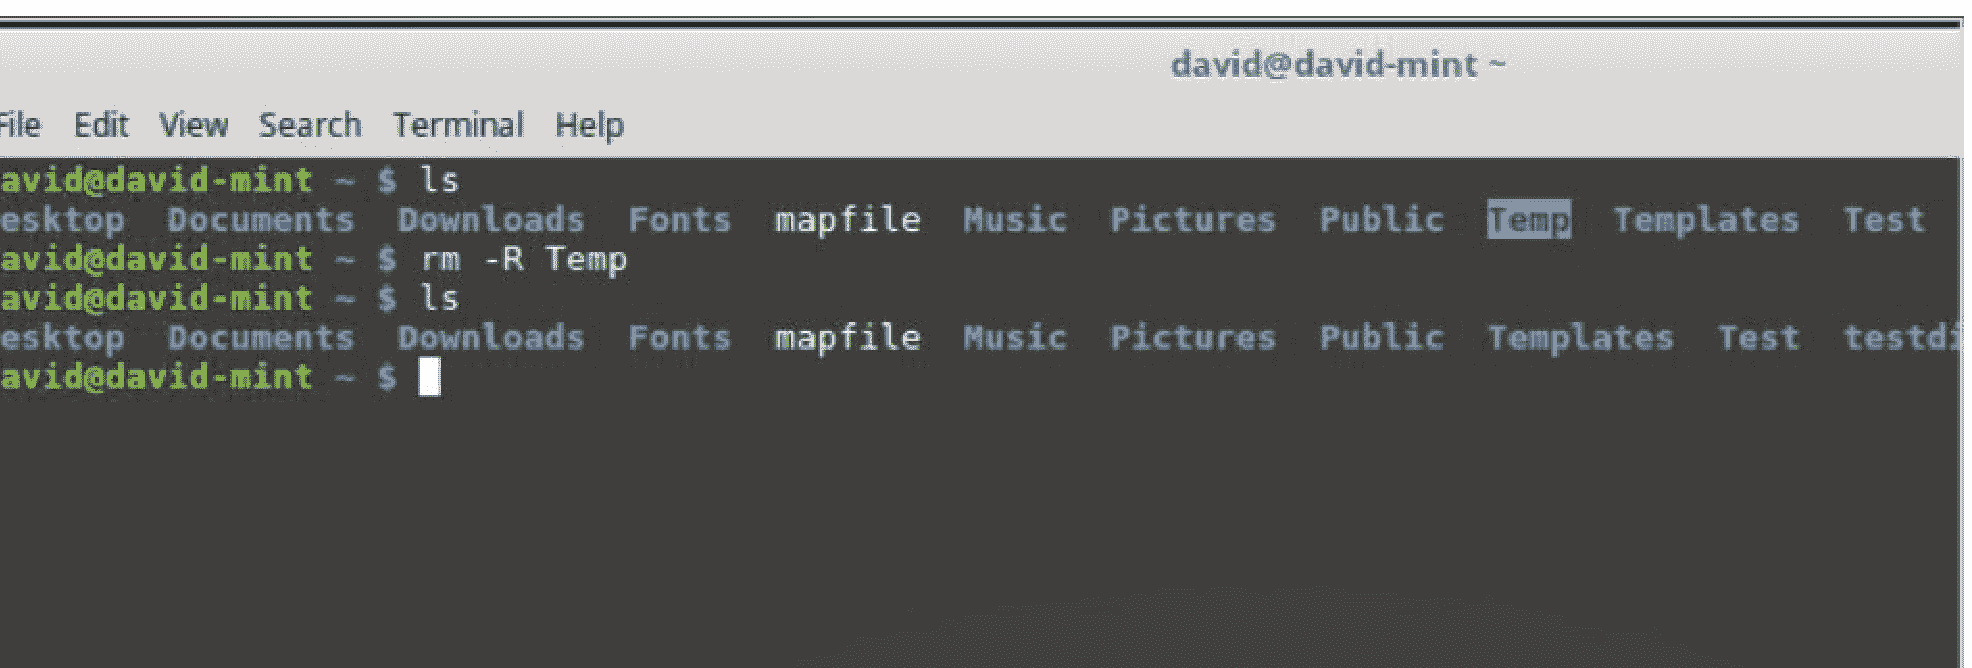 david@david-mint ~
File Edit View Search Terminal Help
avid@david-mint ~ $ ls
esktop Documents Downloads Fonts mapfile Music Pictures Public Temp Templates Test
avid@david-mint ~ $ rm -R Temp
avid@david-mint ~ $ ls
esktop Documents Downloads Fonts mapfile Music Pictures Public Templates Test testdi
avid@david-mint ~ $